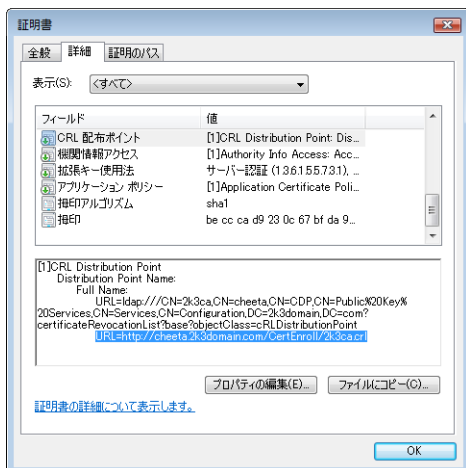 証明書
全般 詳細 証明のパス
表示(S): <すべて>
フィールド 値
CRL 配布ポイント [1]CRL Distribution Point: Dis...
機関情報アクセス [1]Authority Info Access: Acc...
拡張キー使用法 サーバー認証 (1.3.6.1.5.5.7.3.1), ...
アプリケーション ポリシー [1]Application Certificate Poli...
拇印アルゴリズム sha1
拇印 be cc ca d9 23 0c 67 bf da 9...
[1]CRL Distribution Point
Distribution Point Name:
Full Name:
URL=ldap:///CN=2k3ca,CN=cheeta,CN=CDP,CN=Public%20Key%
20Services,CN=Services,CN=Configuration,DC=2k3domain,DC=com?
certificateRevocationList?base?objectClass=cRLDistributionPoint
URL=http://cheeta.2k3domain.com/CertEnroll/2k3ca.crl
プロパティの編集(E)... ファイルにコピー(C)...
証明書の詳細について表示します。
OK